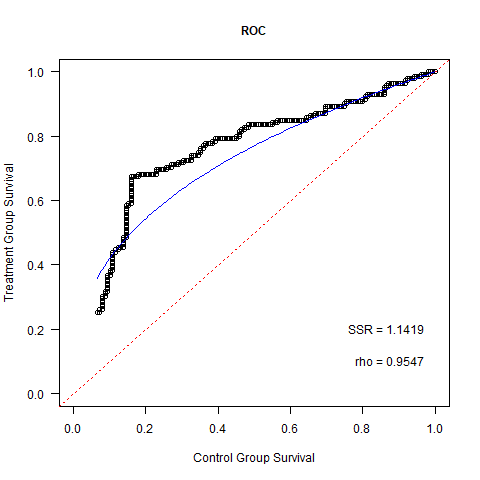 ROC
Treatment Group Survival
1.0
0.8
0.6
0.4
0.2
0.0
SSR = 1.1419
rho = 0.9547
0.0 0.2 0.4 0.6 0.8 1.0
Control Group Survival